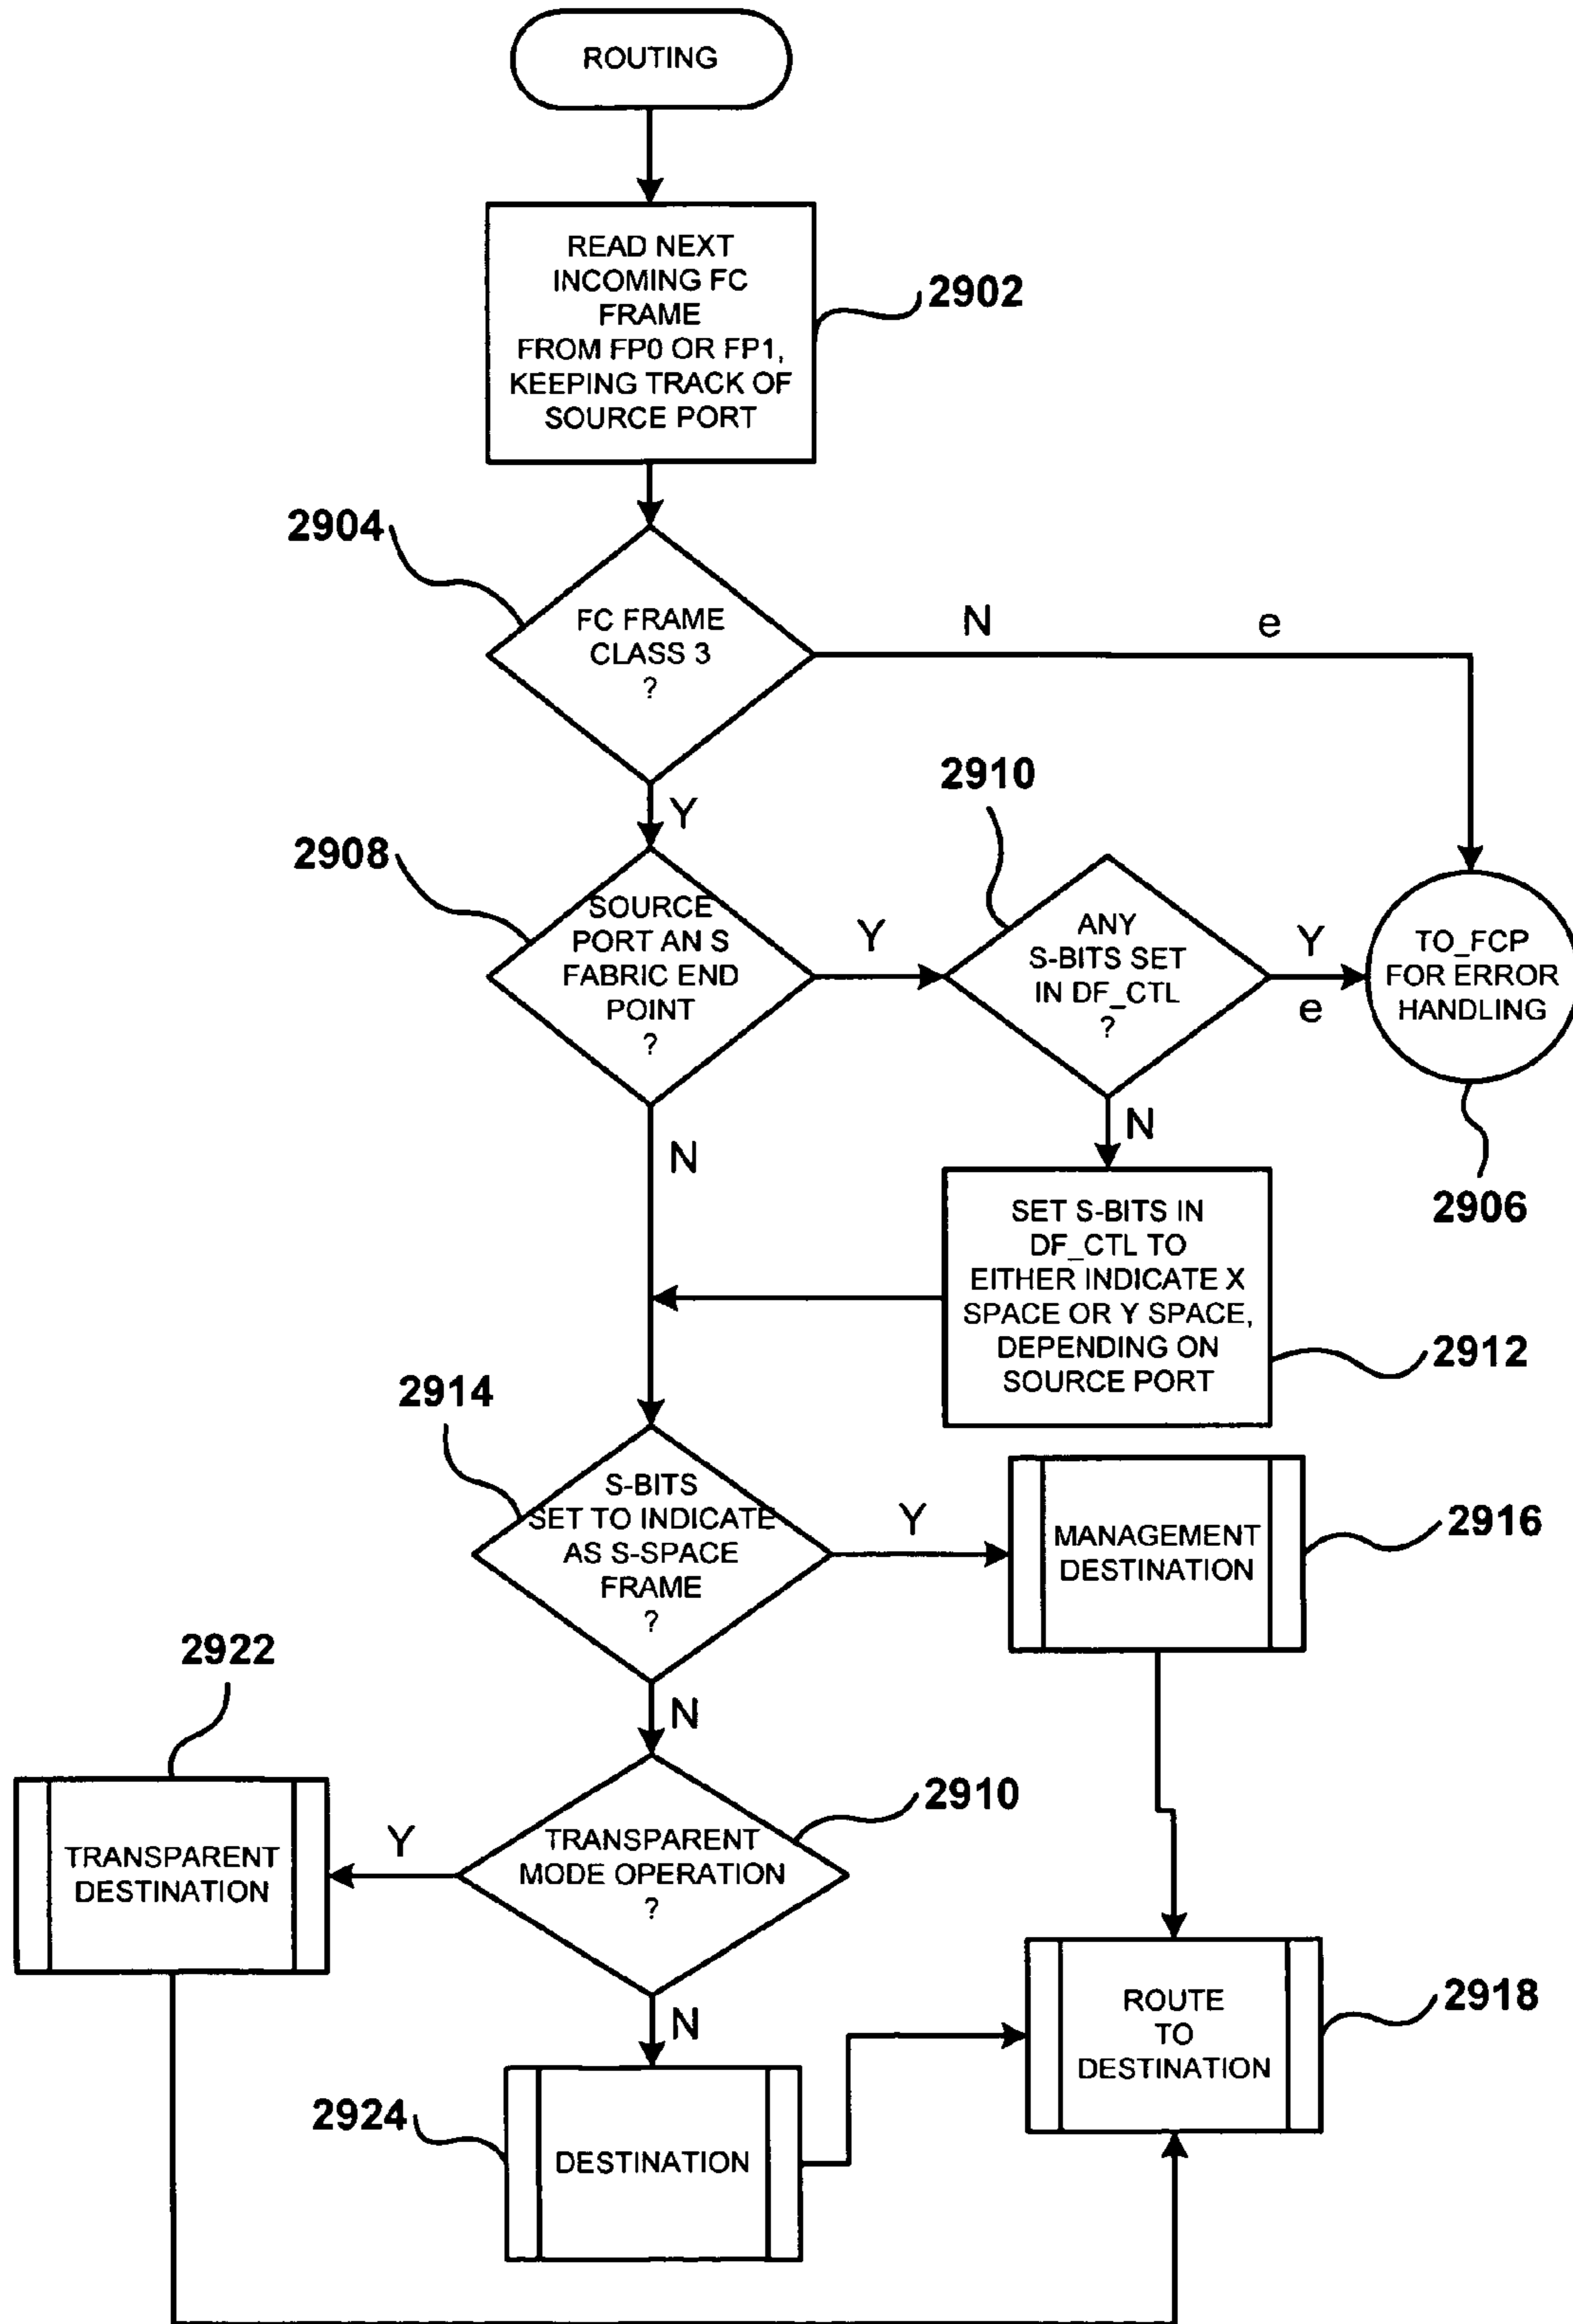 ROUTING
READ NEXT
INCOMING FC
FRAME
FROM FP0 OR FP1,
KEEPING TRACK OF
SOURCE PORT
2902
2904
FC FRAME
CLASS 3
?
N
e
Y
2908
SOURCE
PORT AN S
FABRIC END
POINT
?
Y
2910
ANY
S-BITS SET
IN DF_CTL
?
Y
e
TO_FCP
FOR ERROR
HANDLING
2906
N
N
SET S-BITS IN
DF_CTL TO
EITHER INDICATE X
SPACE OR Y SPACE,
DEPENDING ON
SOURCE PORT
2912
2914
S-BITS
SET TO INDICATE
AS S-SPACE
FRAME
?
Y
MANAGEMENT
DESTINATION
2916
N
2922
TRANSPARENT
DESTINATION
Y
TRANSPARENT
MODE OPERATION
?
2910
N
2924
DESTINATION
ROUTE
TO
DESTINATION
2918